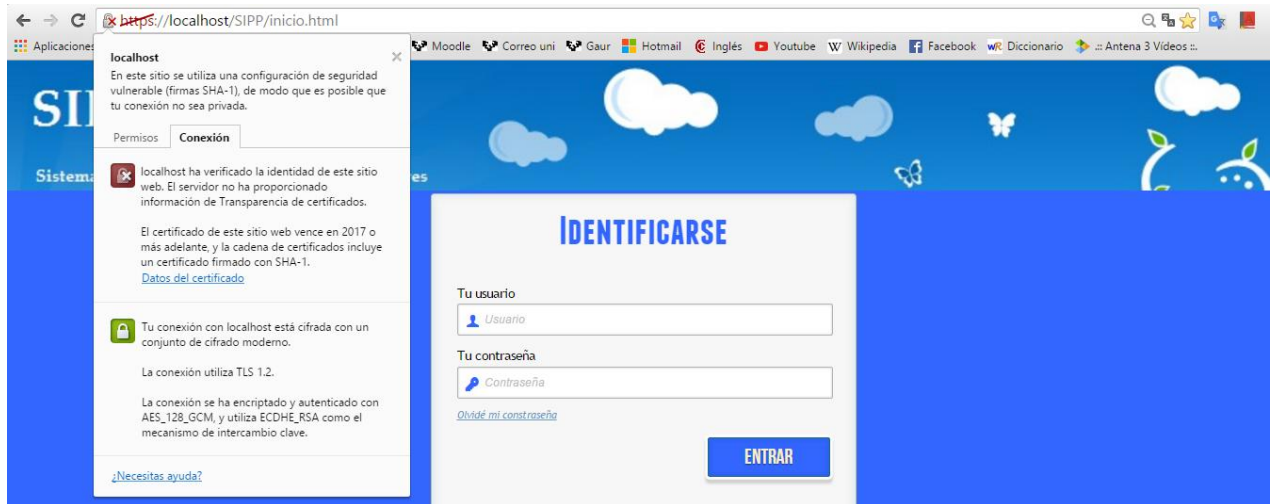 https://localhost/SIPP/inicio.html
Aplicaciones
Moodle Correo uni Gaur Hotmail Inglés Youtube Wikipedia Facebook Diccionario .:: Antena 3 Vídeos ::.
localhost
En este sitio se utiliza una configuración de seguridad
vulnerable (firmas SHA-1), de modo que es posible que
tu conexión no sea privada.
Permisos Conexión
localhost ha verificado la identidad de este sitio
web. El servidor no ha proporcionado
información de Transparencia de certificados.
El certificado de este sitio web vence en 2017 o
más adelante, y la cadena de certificados incluye
un certificado firmado con SHA-1.
Datos del certificado
Tu conexión con localhost está cifrada con un
conjunto de cifrado moderno.
La conexión utiliza TLS 1.2.
La conexión se ha encriptado y autenticado con
AES_128_GCM, y utiliza ECDHE_RSA como el
mecanismo de intercambio clave.
¿Necesitas ayuda?
IDENTIFICARSE
Tu usuario
Usuario
Tu contraseña
Contraseña
Olvidé mi constraseña
ENTRAR